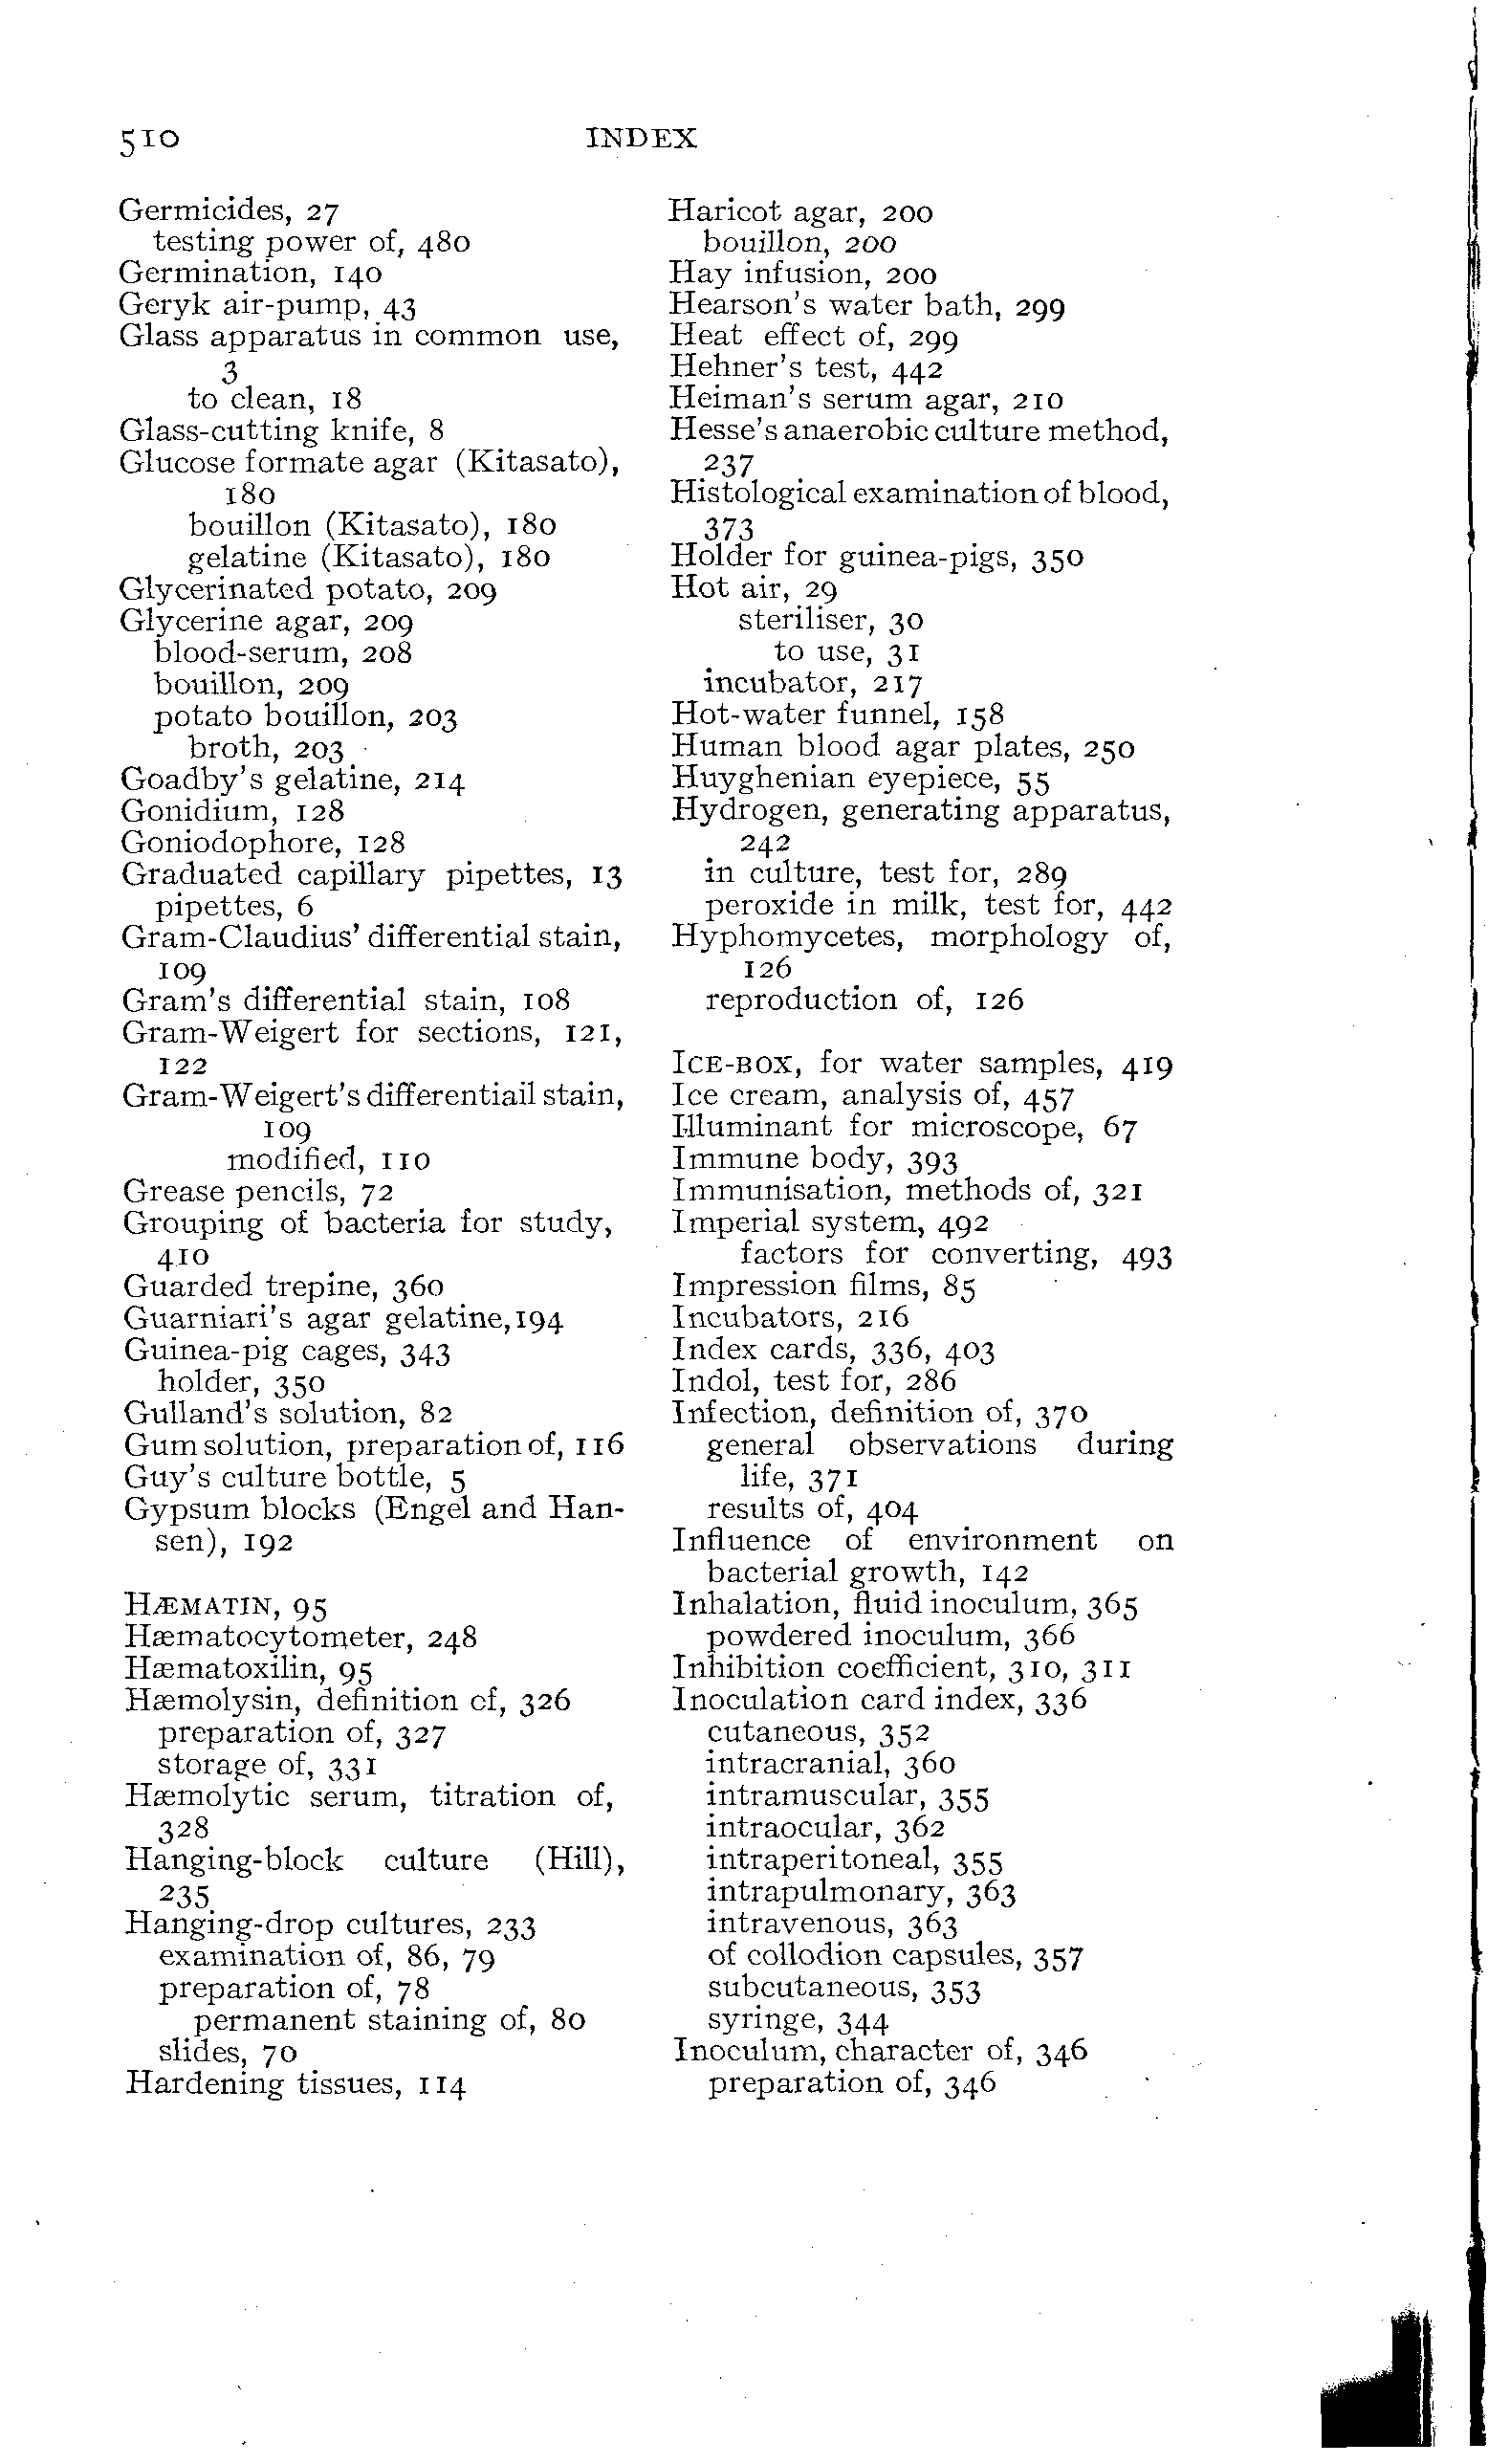 510
INDEX
Germicides, 27
testing power of, 480
Germination, 140
Geryk air-pump, 43
Glass apparatus in common use,
3
to clean, 18
Glass-cutting knife, 8
Glucose formate agar (Kitasato),
180
bouillon (Kitasato), 180
gelatine (Kitasato), 180
Glycerinated potato, 209
Glycerine agar, 209
blood-serum, 208
bouillon, 209
potato bouillon, 203
broth, 203
Goadby's gelatine, 214
Gonidium, 128
Goniodophore, 128
Graduated capillary pipettes, 13
pipettes, 6
Gram-Claudius' differential stain,
109
Gram's differential stain, 108
Gram-Weigert for sections, 121,
122
Gram-Weigert's differentiail stain,
109
modified, 110
Grease pencils, 72
Grouping of bacteria for study,
410
Guarded trepine, 360
Guarniari's agar gelatine,194
Guinea-pig cages, 343
holder, 350
Gulland's solution, 82
Gum solution, preparation of, 116
Guy's culture bottle, 5
Gypsum blocks (Engel and Han-
sen), 192
HÆMATIN, 95
Hæmatocytometer, 248
Hæmatoxilin, 95
Hæmolysin, definition cf, 326
preparation of, 327
storage of, 331
Hæmolytic serum, titration of,
328
Hanging-block culture (Hill),
235
Hanging-drop cultures, 233
examination of, 86, 79
preparation of, 78
permanent staining of, 80
slides, 70
Hardening tissues, 114
Haricot agar, 200
bouillon, 200
Hay infusion, 200
Hearson's water bath, 299
Heat effect of, 299
Hehner's test, 442
Heiman's serum agar, 210
Hesse's anaerobic culture method,
237
Histological examination of blood,
373
Holder for guinea-pigs, 350
Hot air, 29
steriliser, 30
to use, 31
incubator, 217
Hot-water funnel, 158
Human blood agar plates, 250
Huyghenian eyepiece, 55
Hydrogen, generating apparatus,
242
in culture, test for, 289
peroxide in milk, test for, 442
Hyphomycetes, morphology of,
126
reproduction of, 126
ICE-BOX, for water samples, 419
Ice cream, analysis of, 457
Illuminant for microscope, 67
Immune body, 393
Immunisation, methods of, 321
Imperial system, 492
factors for converting, 493
Impression films, 85
Incubators, 216
Index cards, 336, 403
Indol, test for, 286
Infection, definition of, 370
general observations during
life, 371
results of, 404
Influence of environment on
bacterial growth, 142
Inhalation, fluid inoculum, 365
powdered inoculum, 366
Inhibition coefficient, 310, 311
Inoculation card index, 336
cutaneous, 352
intracranial, 360
intramuscular, 355
intraocular, 362
intraperitoneal, 355
intrapulmonary, 363
intravenous, 363
of collodion capsules, 357
subcutaneous, 353
syringe, 344
Inoculum, character of, 346
preparation of, 346